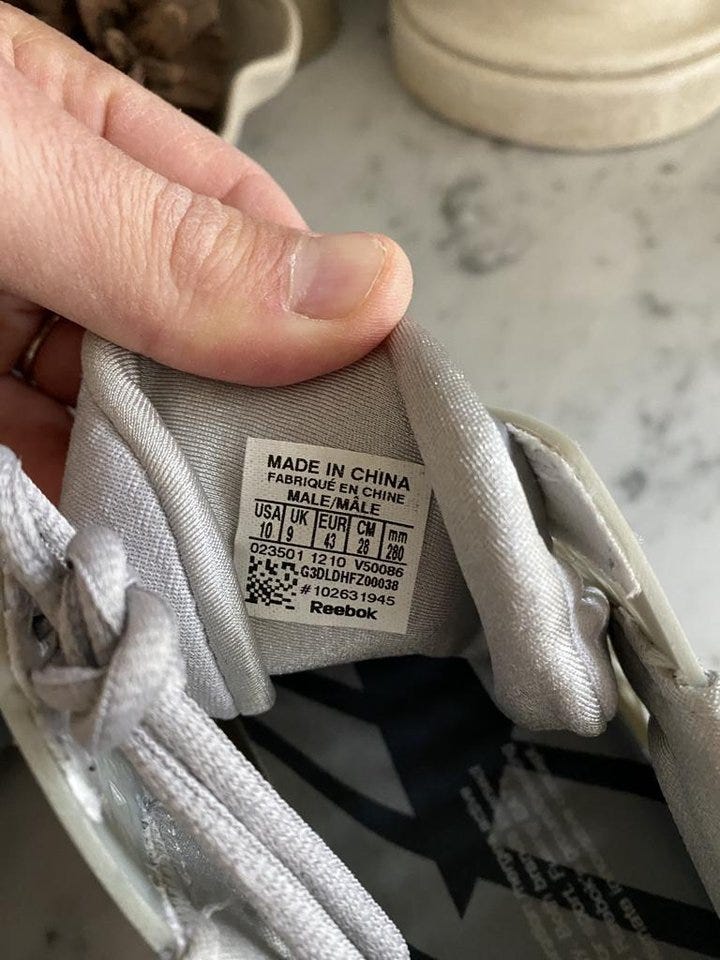 MADE IN CHINA
FABRIQUÉ EN CHINE
MALE/MÂLE
USA UK EUR CM mm
10 9 43 28 280
023501 1210 V50086
G3DLDHFZ00038
#102631945
Reebok